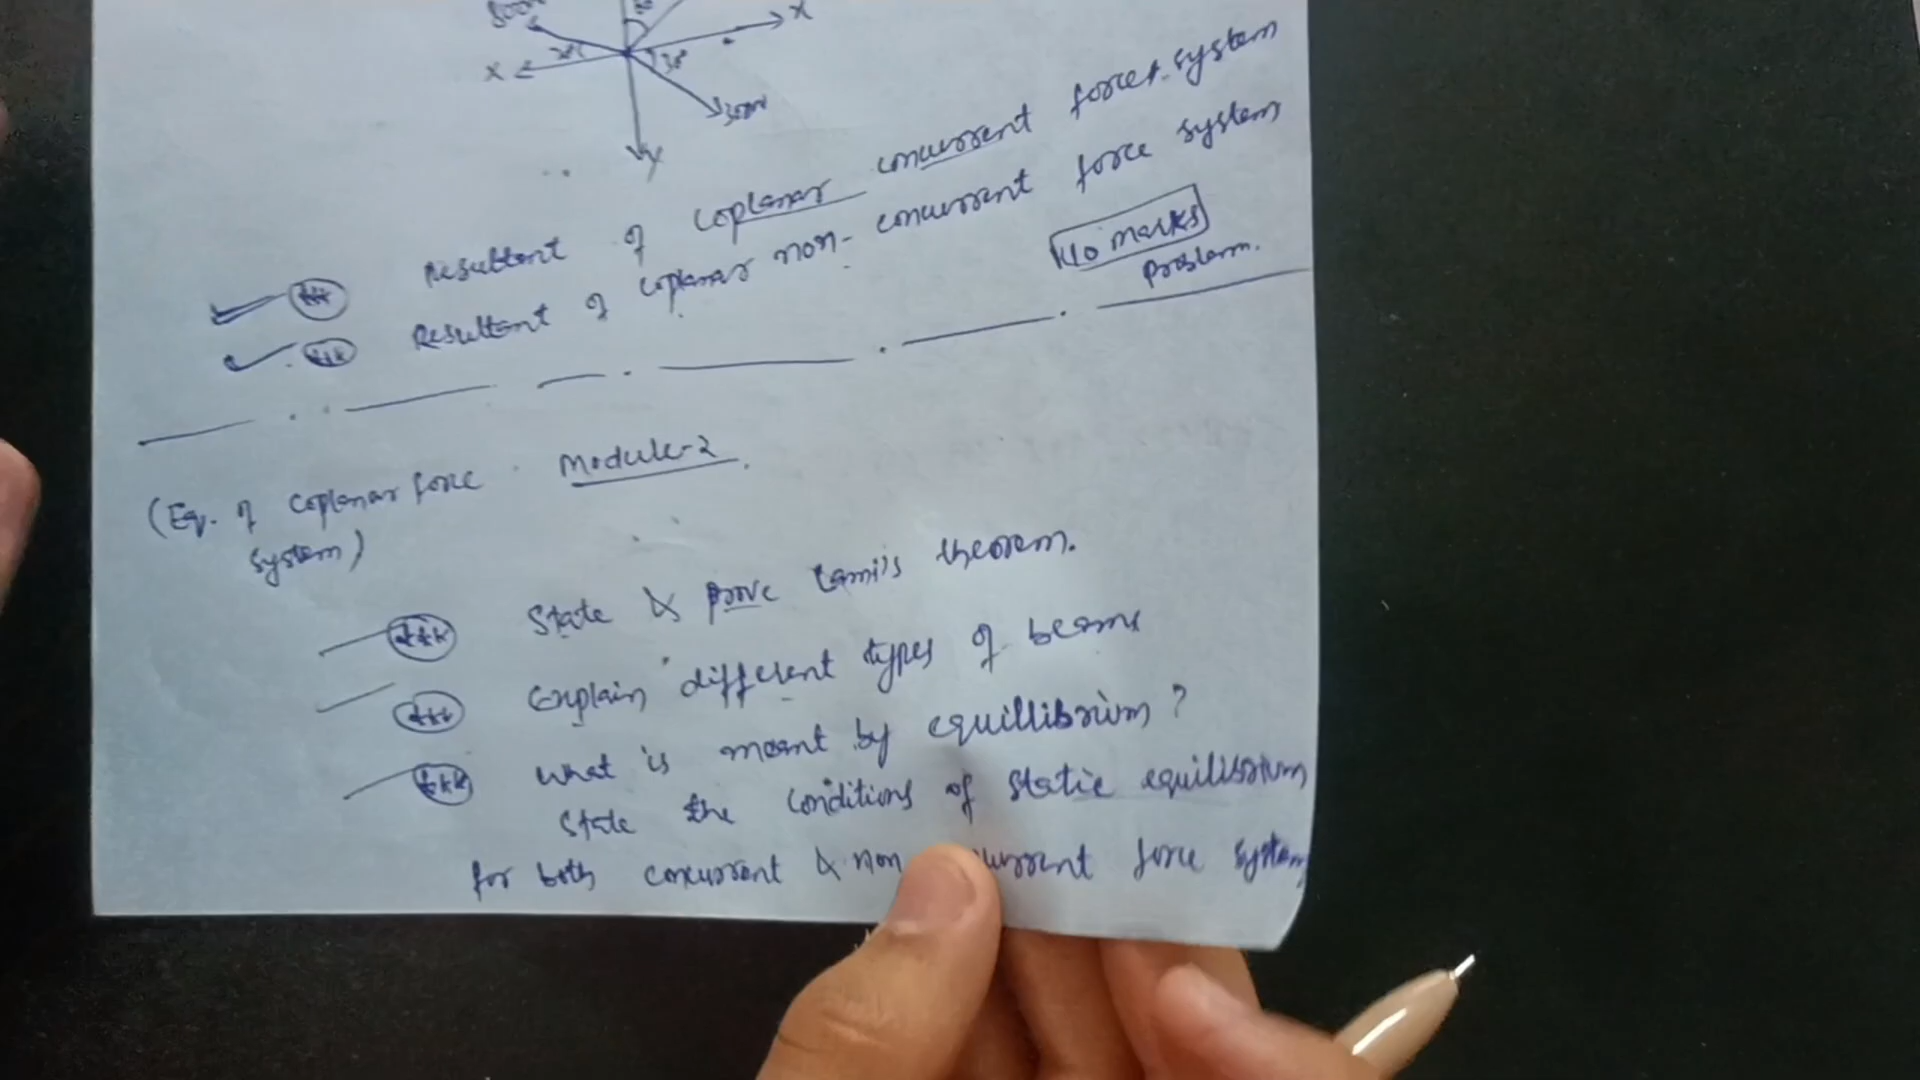 X
X
30°
300N
Y
*** Resultant of coplanar concurrent force system
*** Resultant of coplanar non-concurrent force system
10 marks
problem.
Module-2
(Eq. of coplanar force
system)
*** State & prove Lami's theorem.
*** Explain different types of beams
*** What is meant by equillibrium?
State the conditions of static equilibrium
for both concurrent & non force system